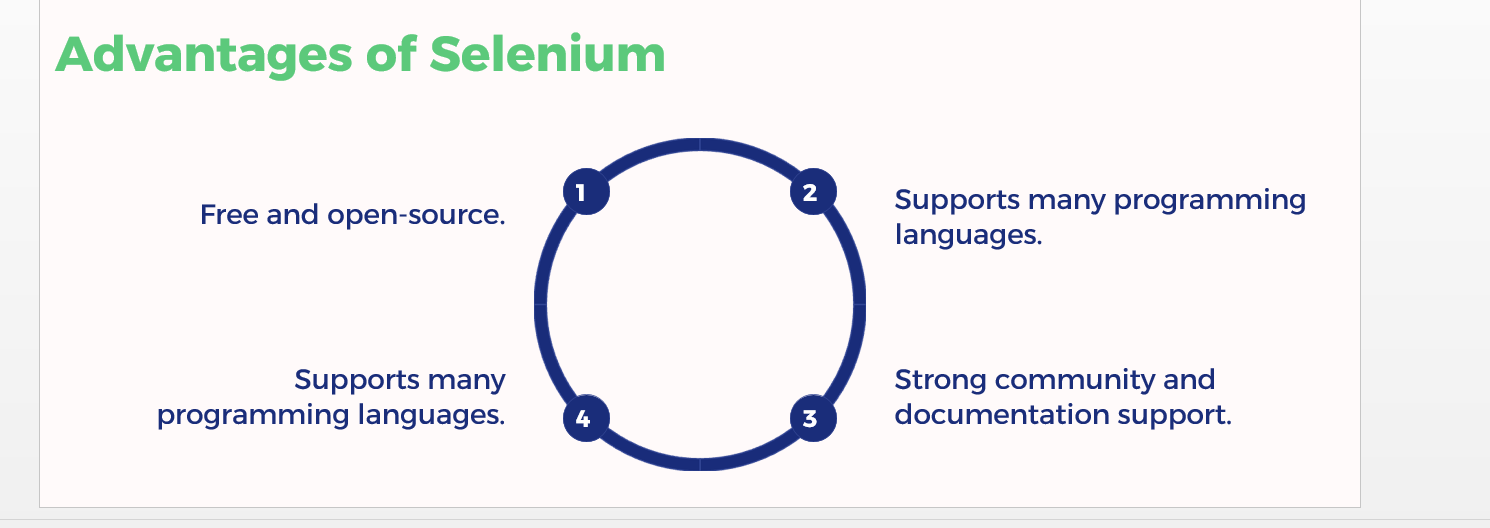 Advantages of Selenium
1
Free and open-source.
2
Supports many programming
languages.
4
Supports many
programming languages.
3
Strong community and
documentation support.